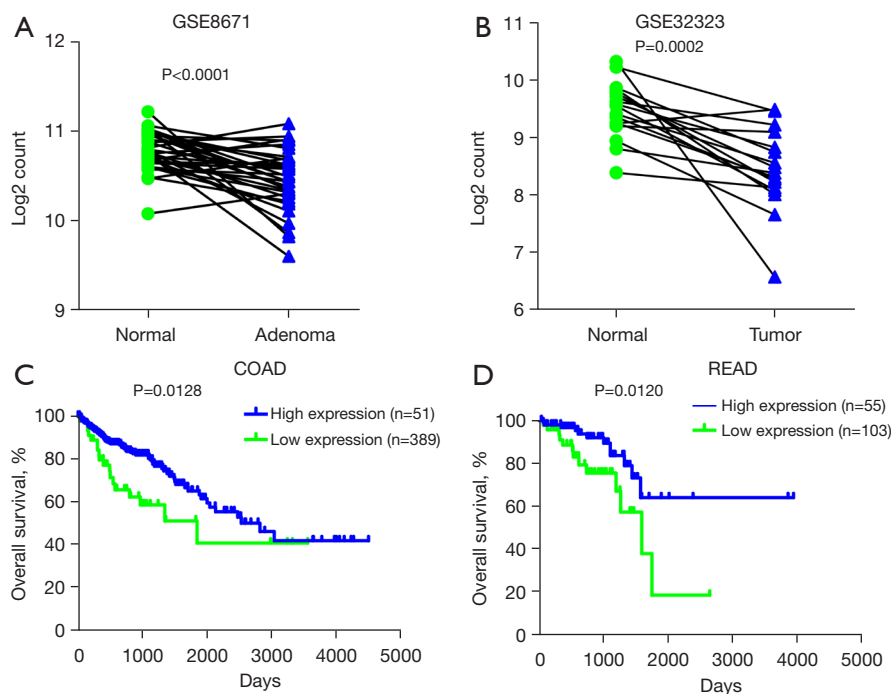 A
GSE8671
P<0.0001
12
11
10
9
Log2 count
Normal
Adenoma
B
GSE32323
P=0.0002
11
10
9
8
7
6
Log2 count
Normal
Tumor
C
COAD
P=0.0128
High expression (n=51)
Low expression (n=389)
100
80
60
40
20
0
Overall survival, %
0
1000
2000
3000
4000
5000
Days
D
READ
P=0.0120
High expression (n=55)
Low expression (n=103)
100
80
60
40
20
0
Overall survival, %
0
1000
2000
3000
4000
5000
Days